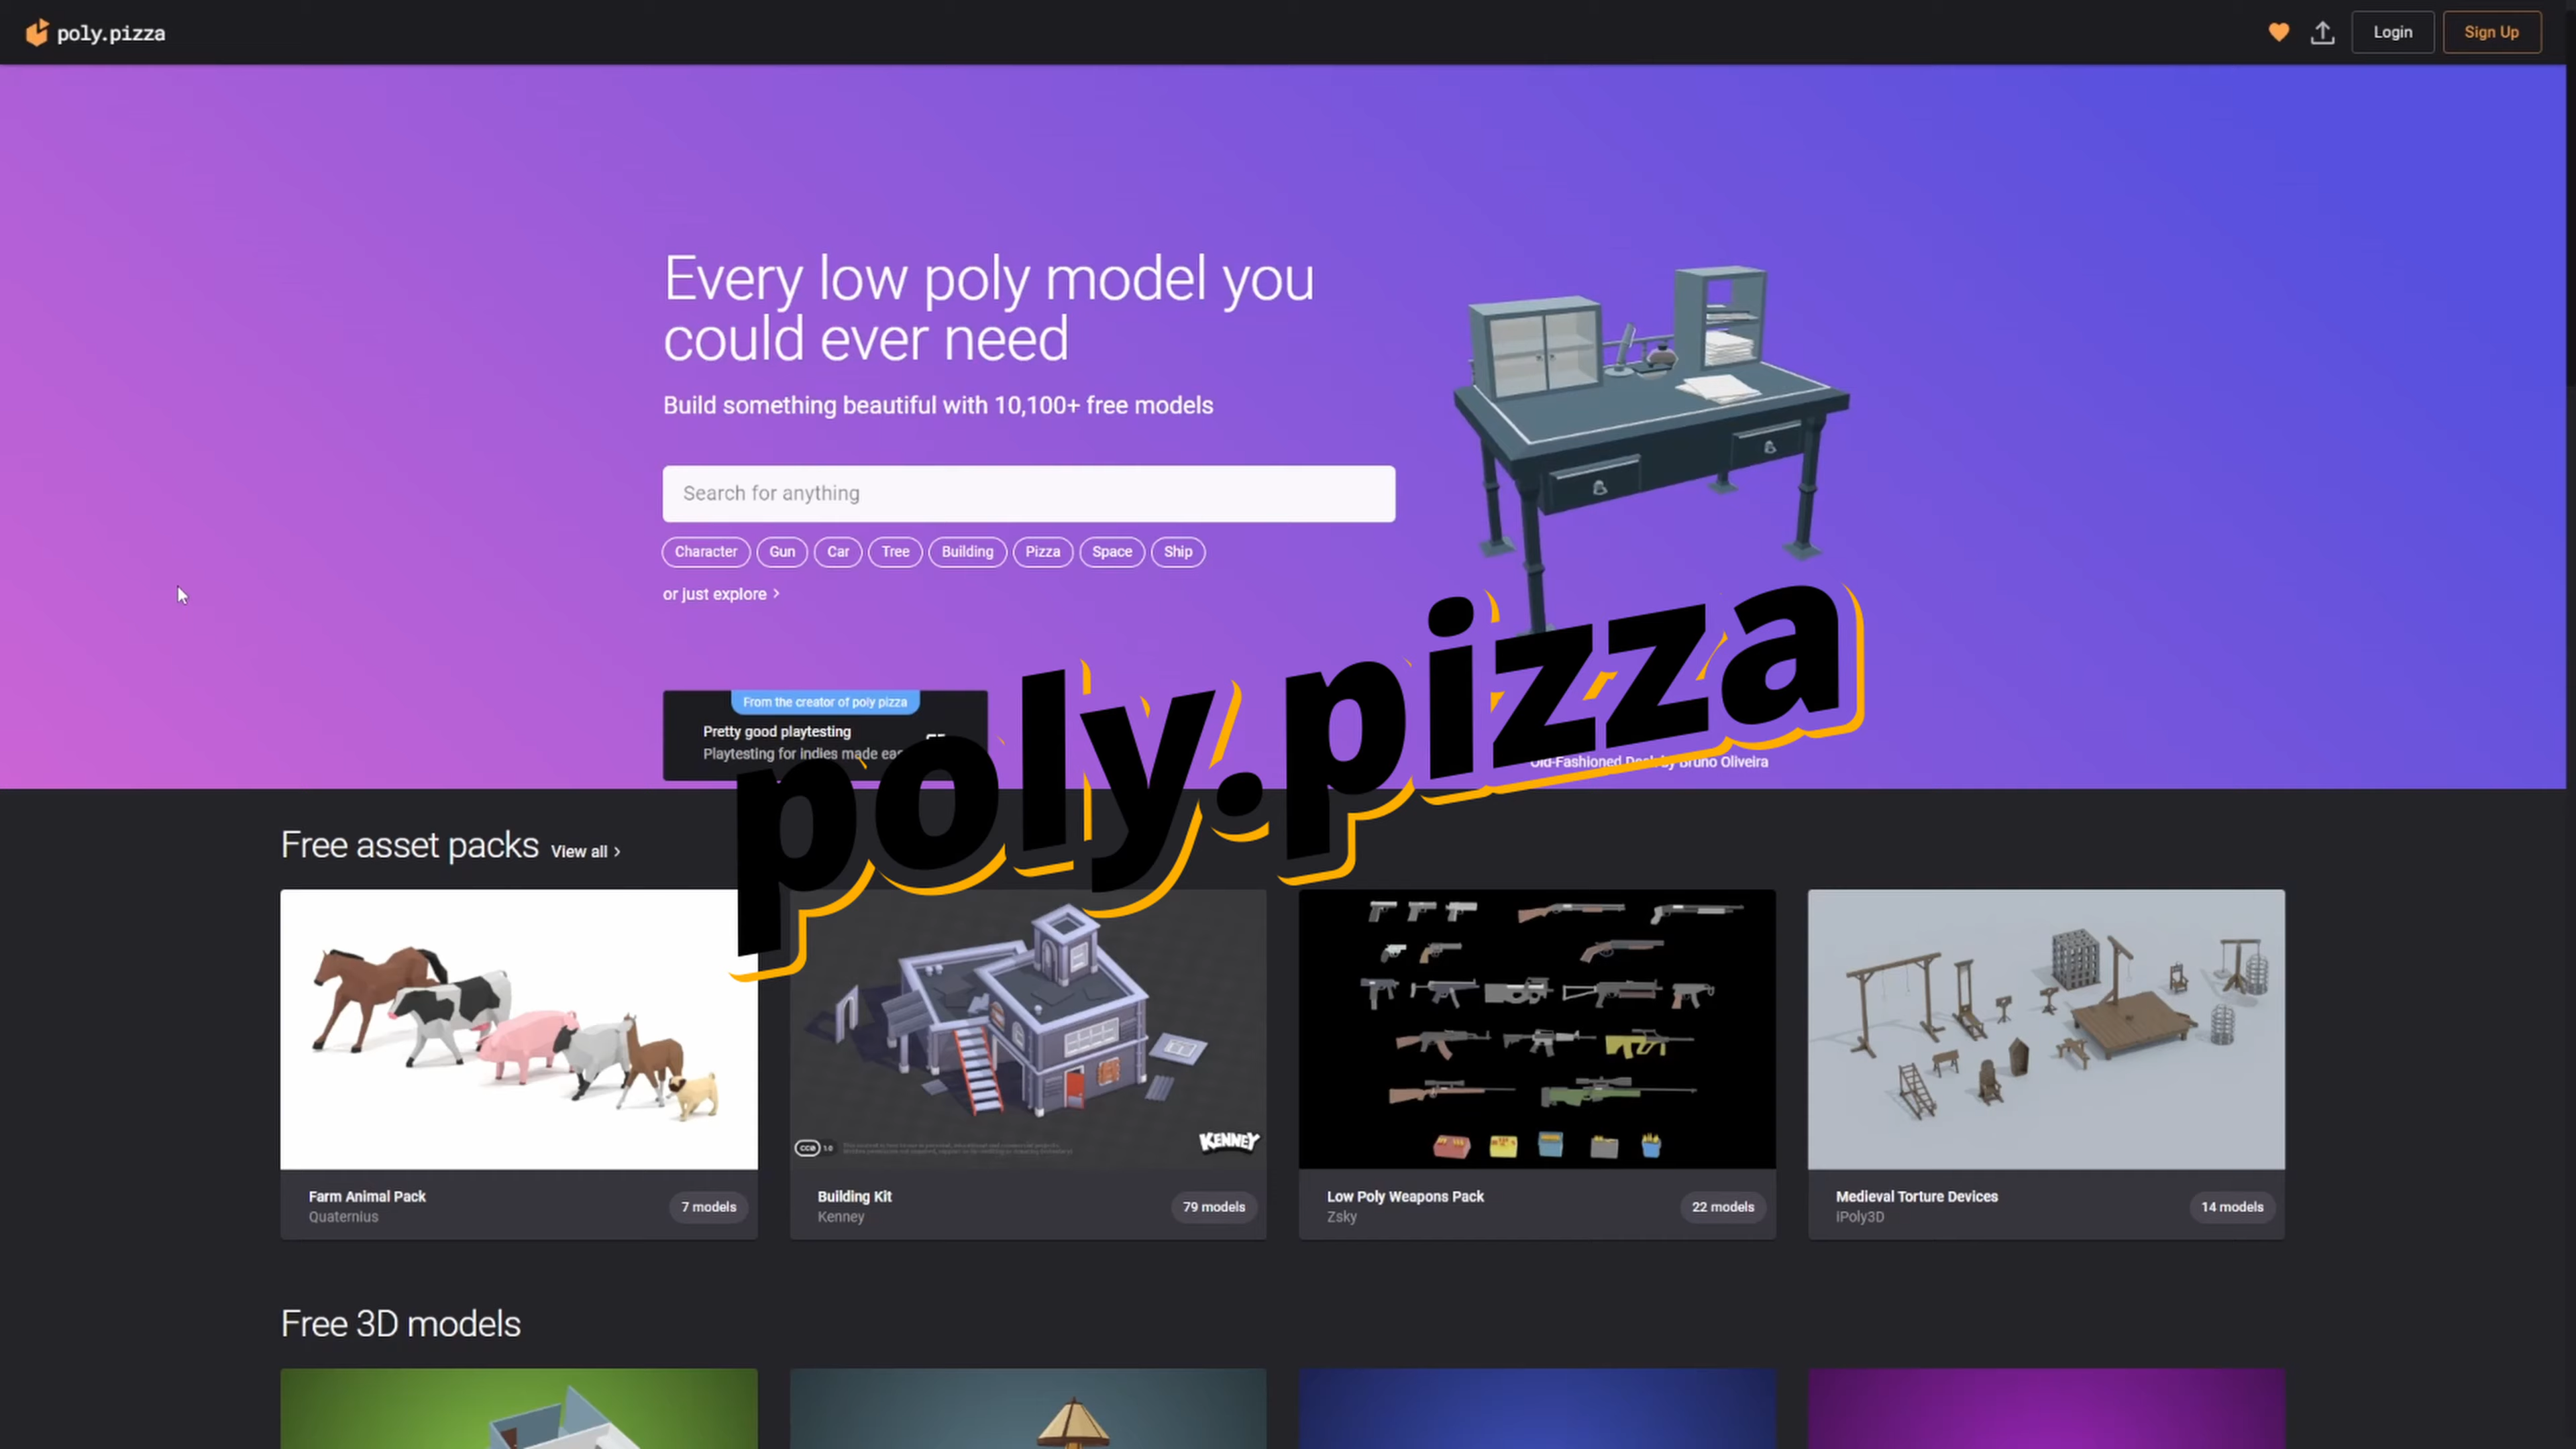 poly.pizza
Login
Sign Up
Every low poly model you
could ever need
Build something beautiful with 10,100+ free models
Search for anything
Character
Gun
Car
Tree
Building
Pizza
Space
Ship
or just explore >
From the creator of poly pizza
Pretty good playtesting
Playtesting for indies made
poly.pizza
Old-Fashioned Desk by Bruno Oliveira
Free asset packs View all >
KENNEY
Farm Animal Pack
Quaternius
7 models
Building Kit
Kenney
79 models
Low Poly Weapons Pack
Zsky
22 models
Medieval Torture Devices
iPoly3D
14 models
Free 3D models